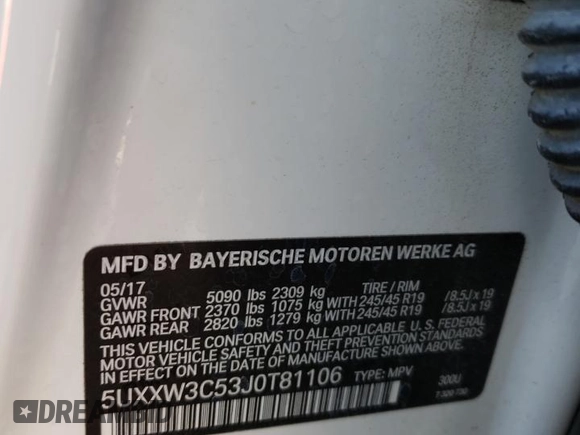 MFD BY BAYERISCHE MOTOREN WERKE AG
05/17
GVWR 5090 lbs 2309 kg TIRE / RIM
GAWR FRONT 2370 lbs 1075 kg WITH 245/45 R19 / 8.5J x 19
GAWR REAR 2820 lbs 1279 kg WITH 245/45 R19 / 8.5J x 19
THIS VEHICLE CONFORMS TO ALL APPLICABLE U. S. FEDERAL
MOTOR VEHICLE SAFETY AND THEFT PREVENTION STANDARDS
IN EFFECT ON THE DATE OF MANUFACTURE SHOWN ABOVE.
5UXXW3C53J0T81106 TYPE: MPV 300U